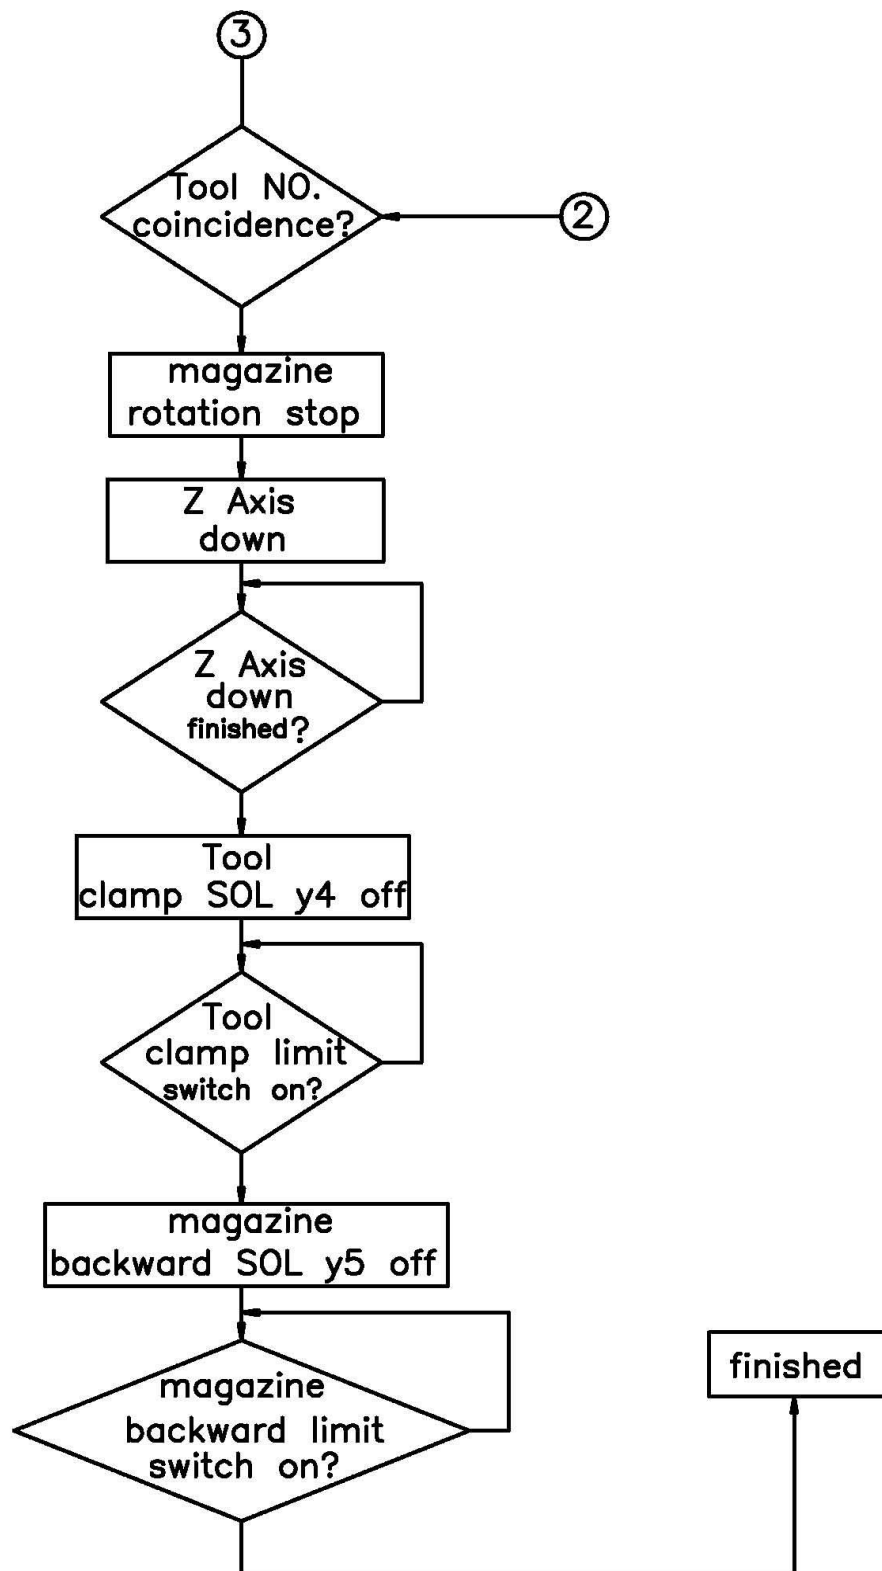 3
Tool NO.
coincidence?
2
magazine
rotation stop
Z Axis
down
Z Axis
down
finished?
Tool
clamp SOL y4 off
Tool
clamp limit
switch on?
magazine
backward SOL y5 off
magazine
backward limit
switch on?
finished